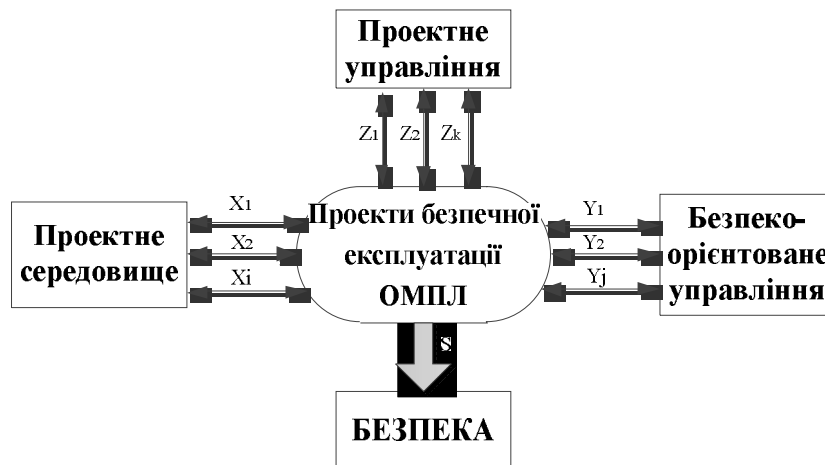 Проектне
управління
Z1 Z2 Zk
X1
X2
Xi
Проектне
середовище
Проекти безпечної
експлуатації
ОМПЛ
Y1
Y2
Yj
Безпеко-
орієнтоване
управління
S
БЕЗПЕКА